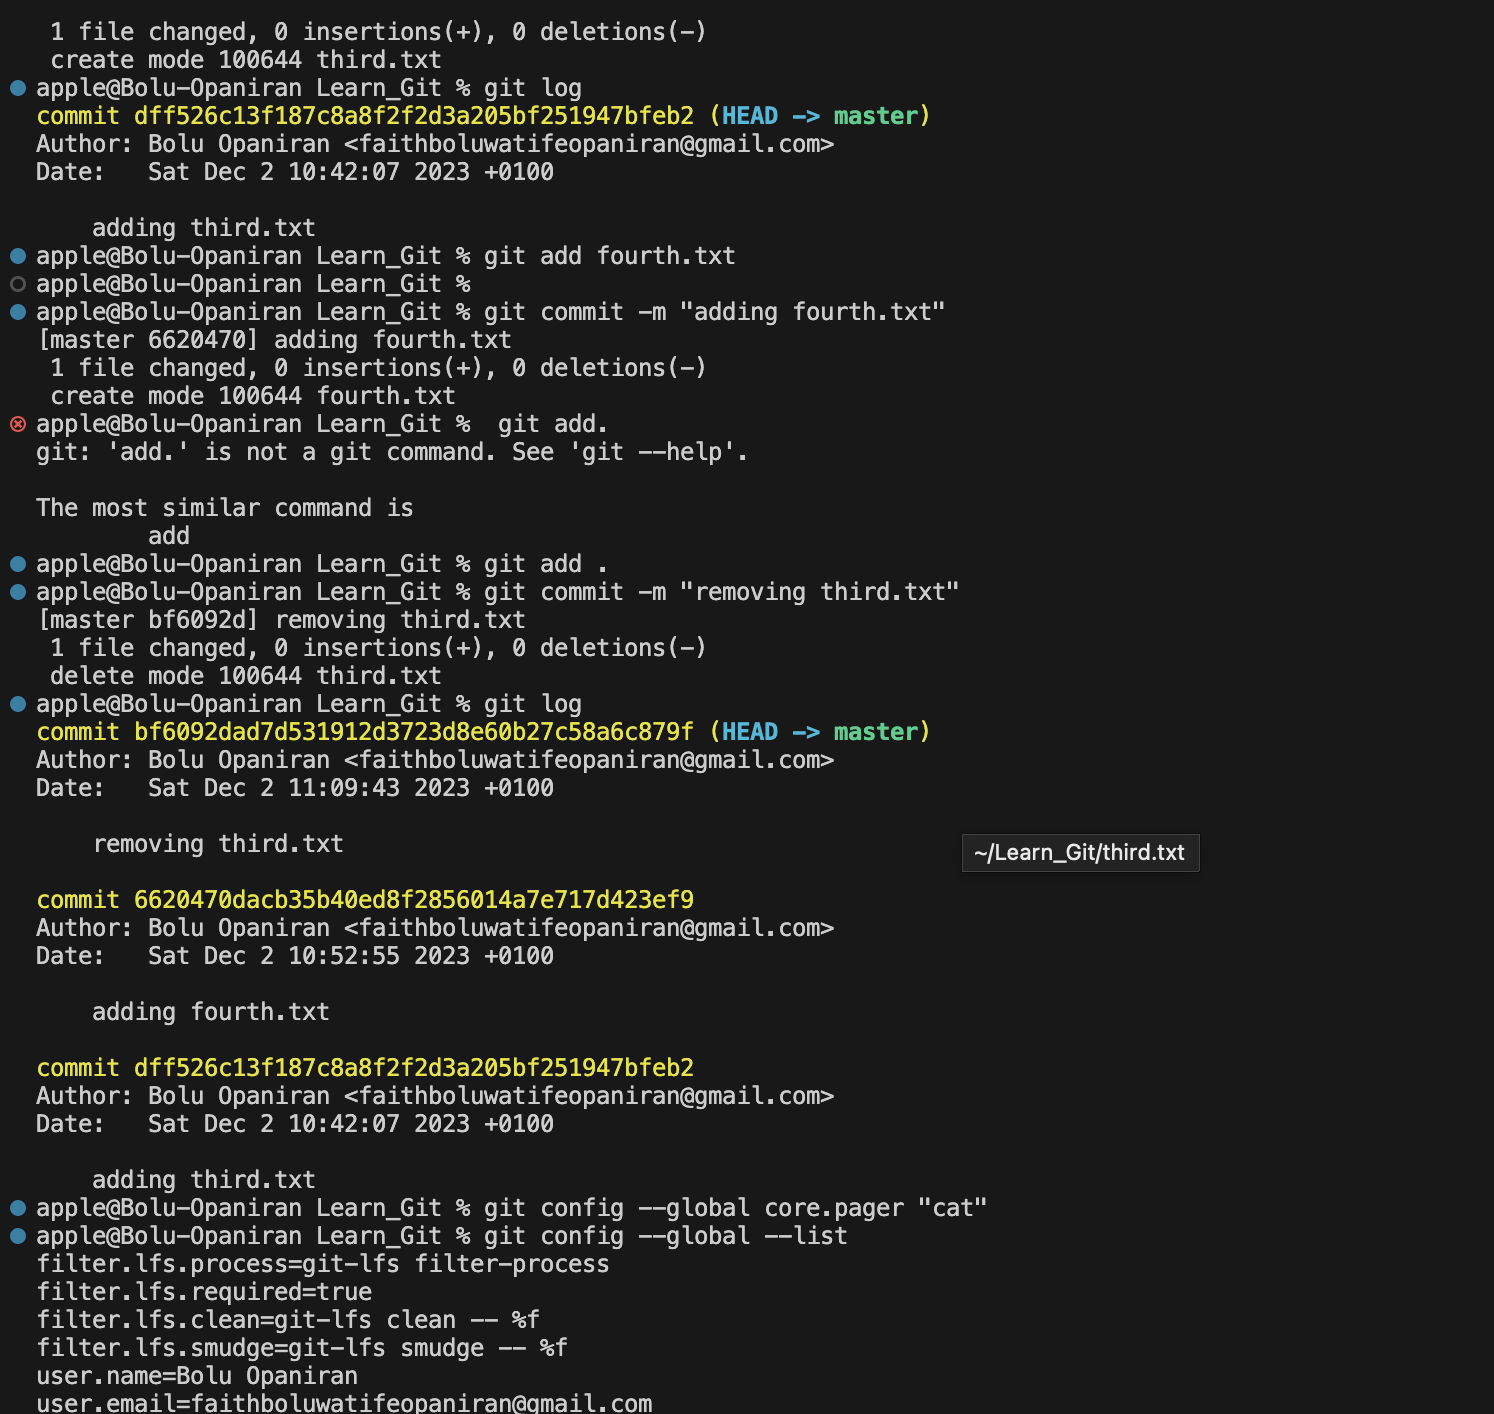 1 file changed, 0 insertions(+), 0 deletions(-)
create mode 100644 third.txt
apple@Bolu-Opaniran Learn_Git % git log
commit dff526c13f187c8a8f2f2d3a205bf251947bfeb2 (HEAD -> master)
Author: Bolu Opaniran <faithboluwatifeopaniran@gmail.com>
Date:   Sat Dec 2 10:42:07 2023 +0100
adding third.txt
apple@Bolu-Opaniran Learn_Git % git add fourth.txt
apple@Bolu-Opaniran Learn_Git %
apple@Bolu-Opaniran Learn_Git % git commit -m "adding fourth.txt"
[master 6620470] adding fourth.txt
1 file changed, 0 insertions(+), 0 deletions(-)
create mode 100644 fourth.txt
apple@Bolu-Opaniran Learn_Git %  git add.
git: 'add.' is not a git command. See 'git --help'.
The most similar command is
add
apple@Bolu-Opaniran Learn_Git % git add .
apple@Bolu-Opaniran Learn_Git % git commit -m "removing third.txt"
[master bf6092d] removing third.txt
1 file changed, 0 insertions(+), 0 deletions(-)
delete mode 100644 third.txt
apple@Bolu-Opaniran Learn_Git % git log
commit bf6092dad7d531912d3723d8e60b27c58a6c879f (HEAD -> master)
Author: Bolu Opaniran <faithboluwatifeopaniran@gmail.com>
Date:   Sat Dec 2 11:09:43 2023 +0100
removing third.txt
~/Learn_Git/third.txt
commit 6620470dacb35b40ed8f2856014a7e717d423ef9
Author: Bolu Opaniran <faithboluwatifeopaniran@gmail.com>
Date:   Sat Dec 2 10:52:55 2023 +0100
adding fourth.txt
commit dff526c13f187c8a8f2f2d3a205bf251947bfeb2
Author: Bolu Opaniran <faithboluwatifeopaniran@gmail.com>
Date:   Sat Dec 2 10:42:07 2023 +0100
adding third.txt
apple@Bolu-Opaniran Learn_Git % git config --global core.pager "cat"
apple@Bolu-Opaniran Learn_Git % git config --global --list
filter.lfs.process=git-lfs filter-process
filter.lfs.required=true
filter.lfs.clean=git-lfs clean -- %f
filter.lfs.smudge=git-lfs smudge -- %f
user.name=Bolu Opaniran
user.email=faithboluwatifeopaniran@gmail.com